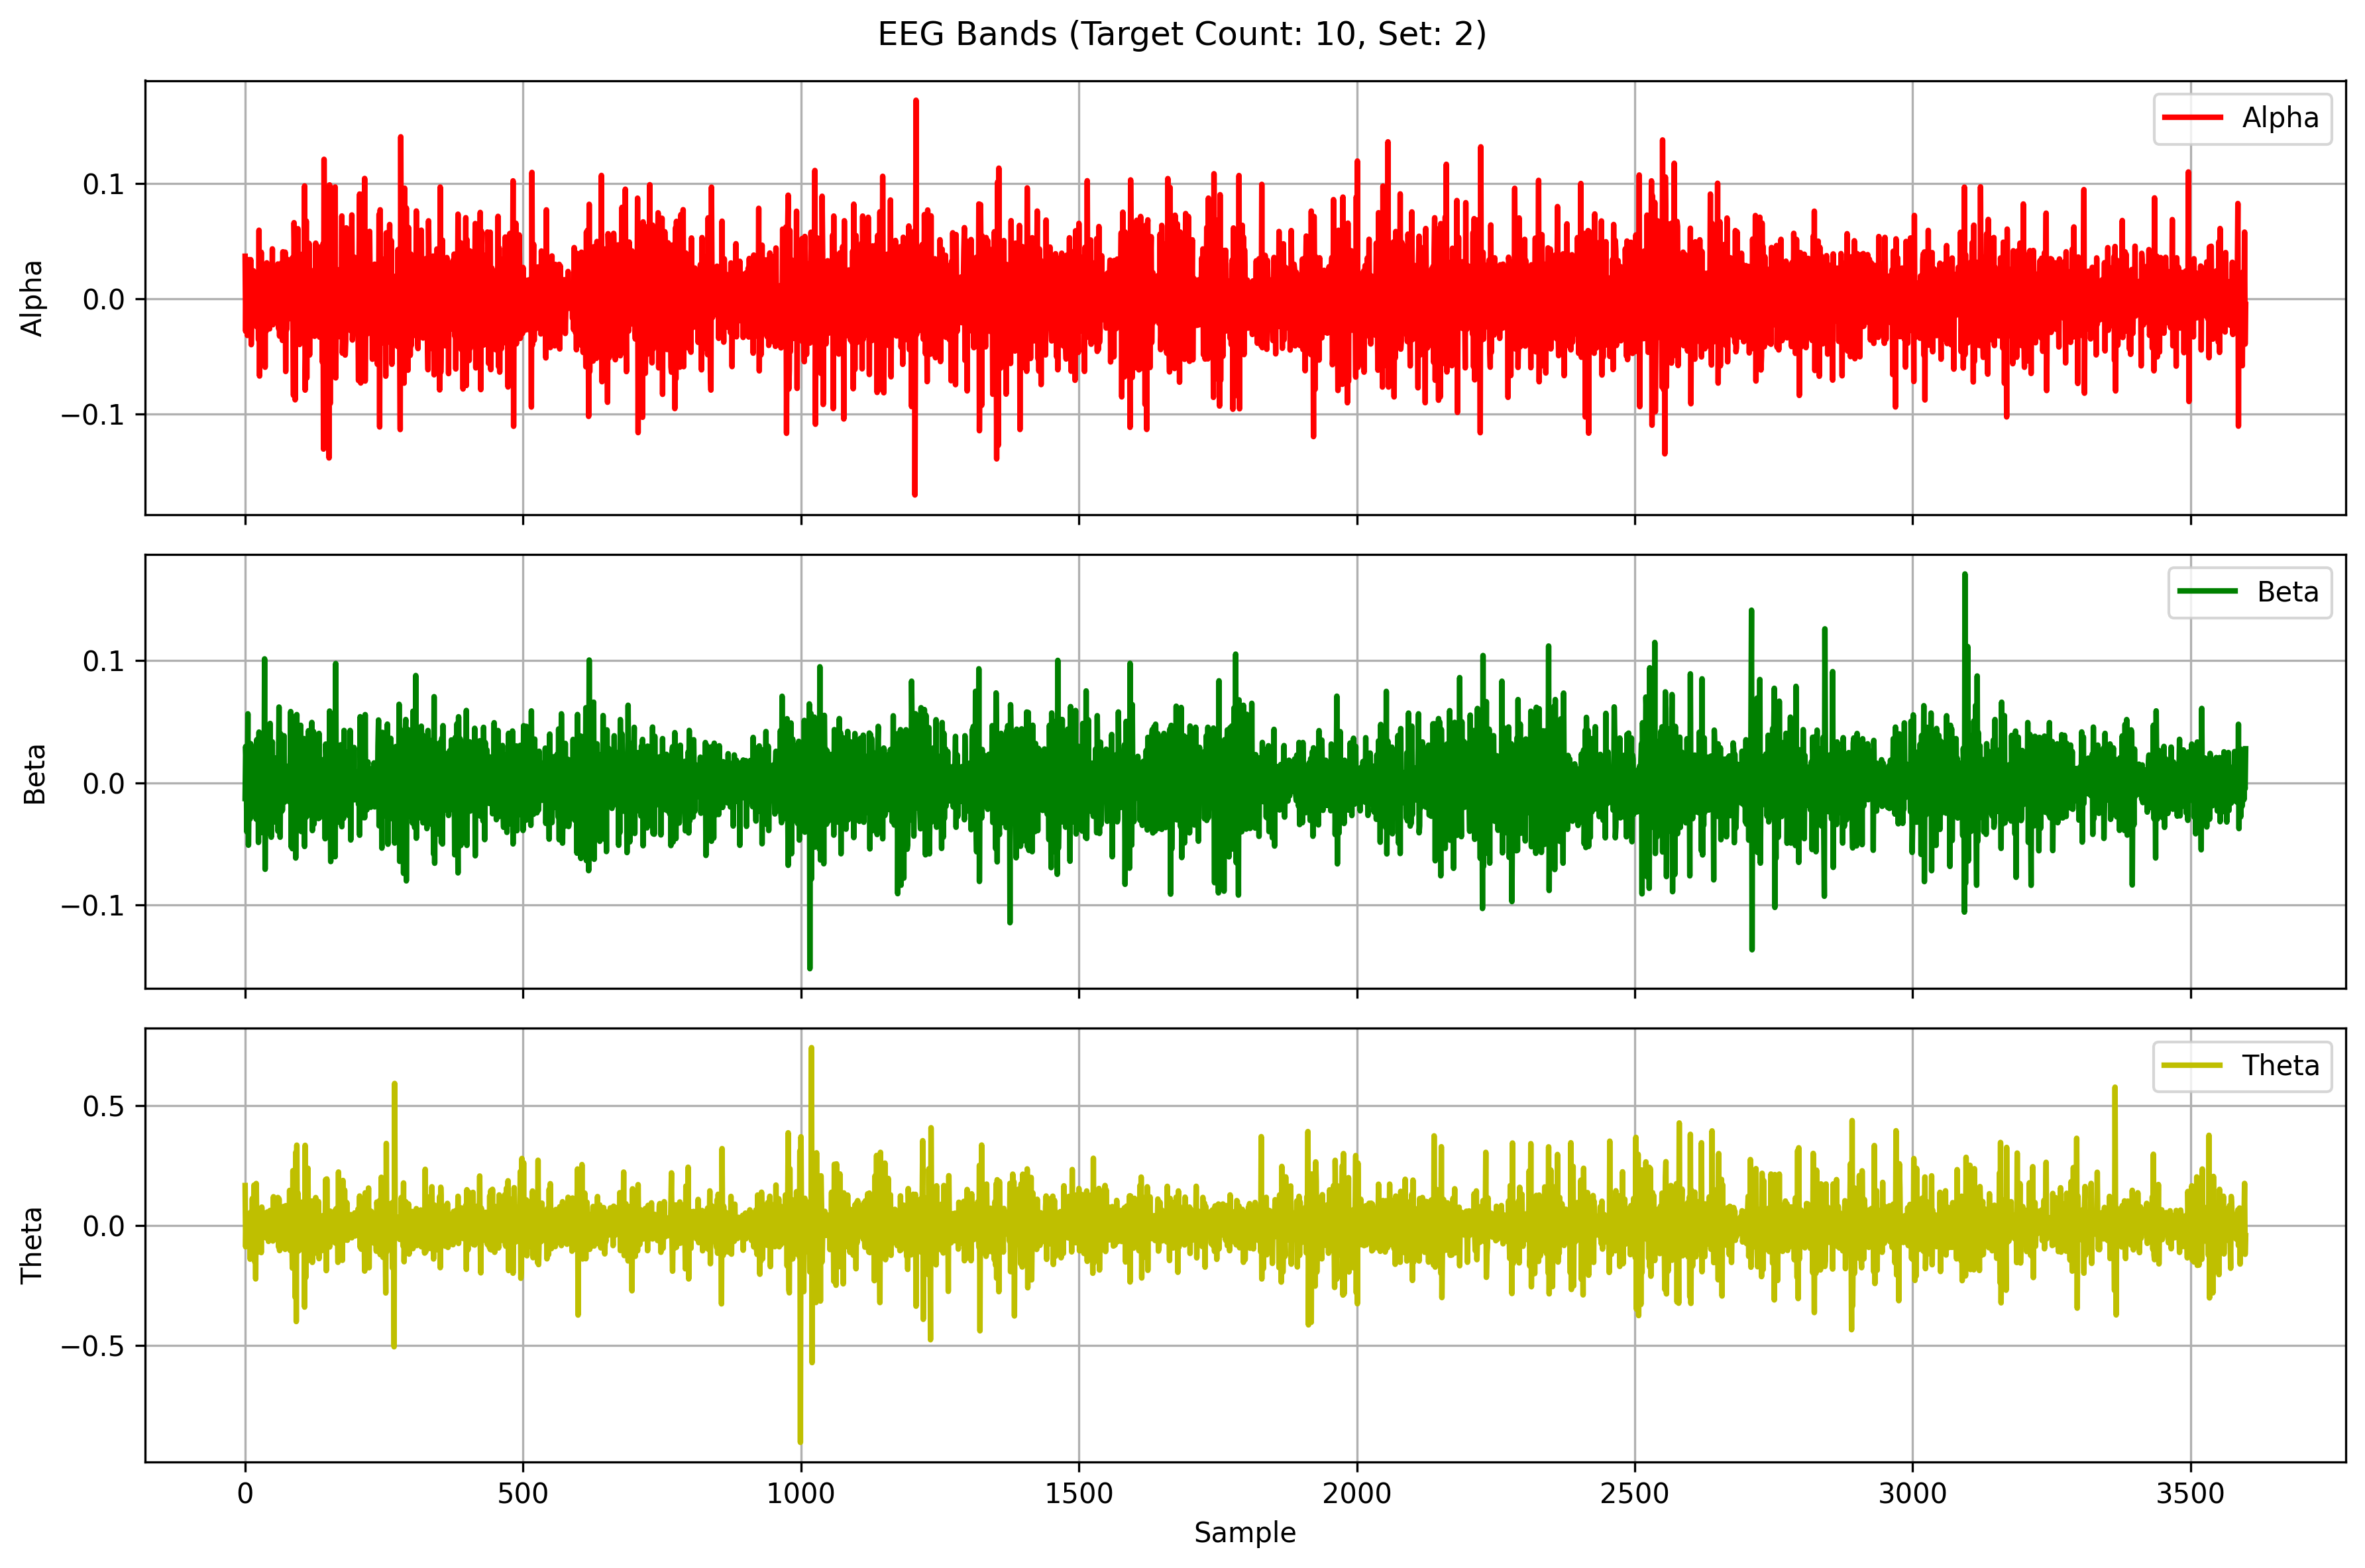 EEG Bands (Target Count: 10, Set: 2)
Alpha
0.1
0.0
−0.1
Alpha
Beta
0.1
0.0
−0.1
Beta
Theta
0.5
0.0
−0.5
Theta
0 500 1000 1500 2000 2500 3000 3500
Sample